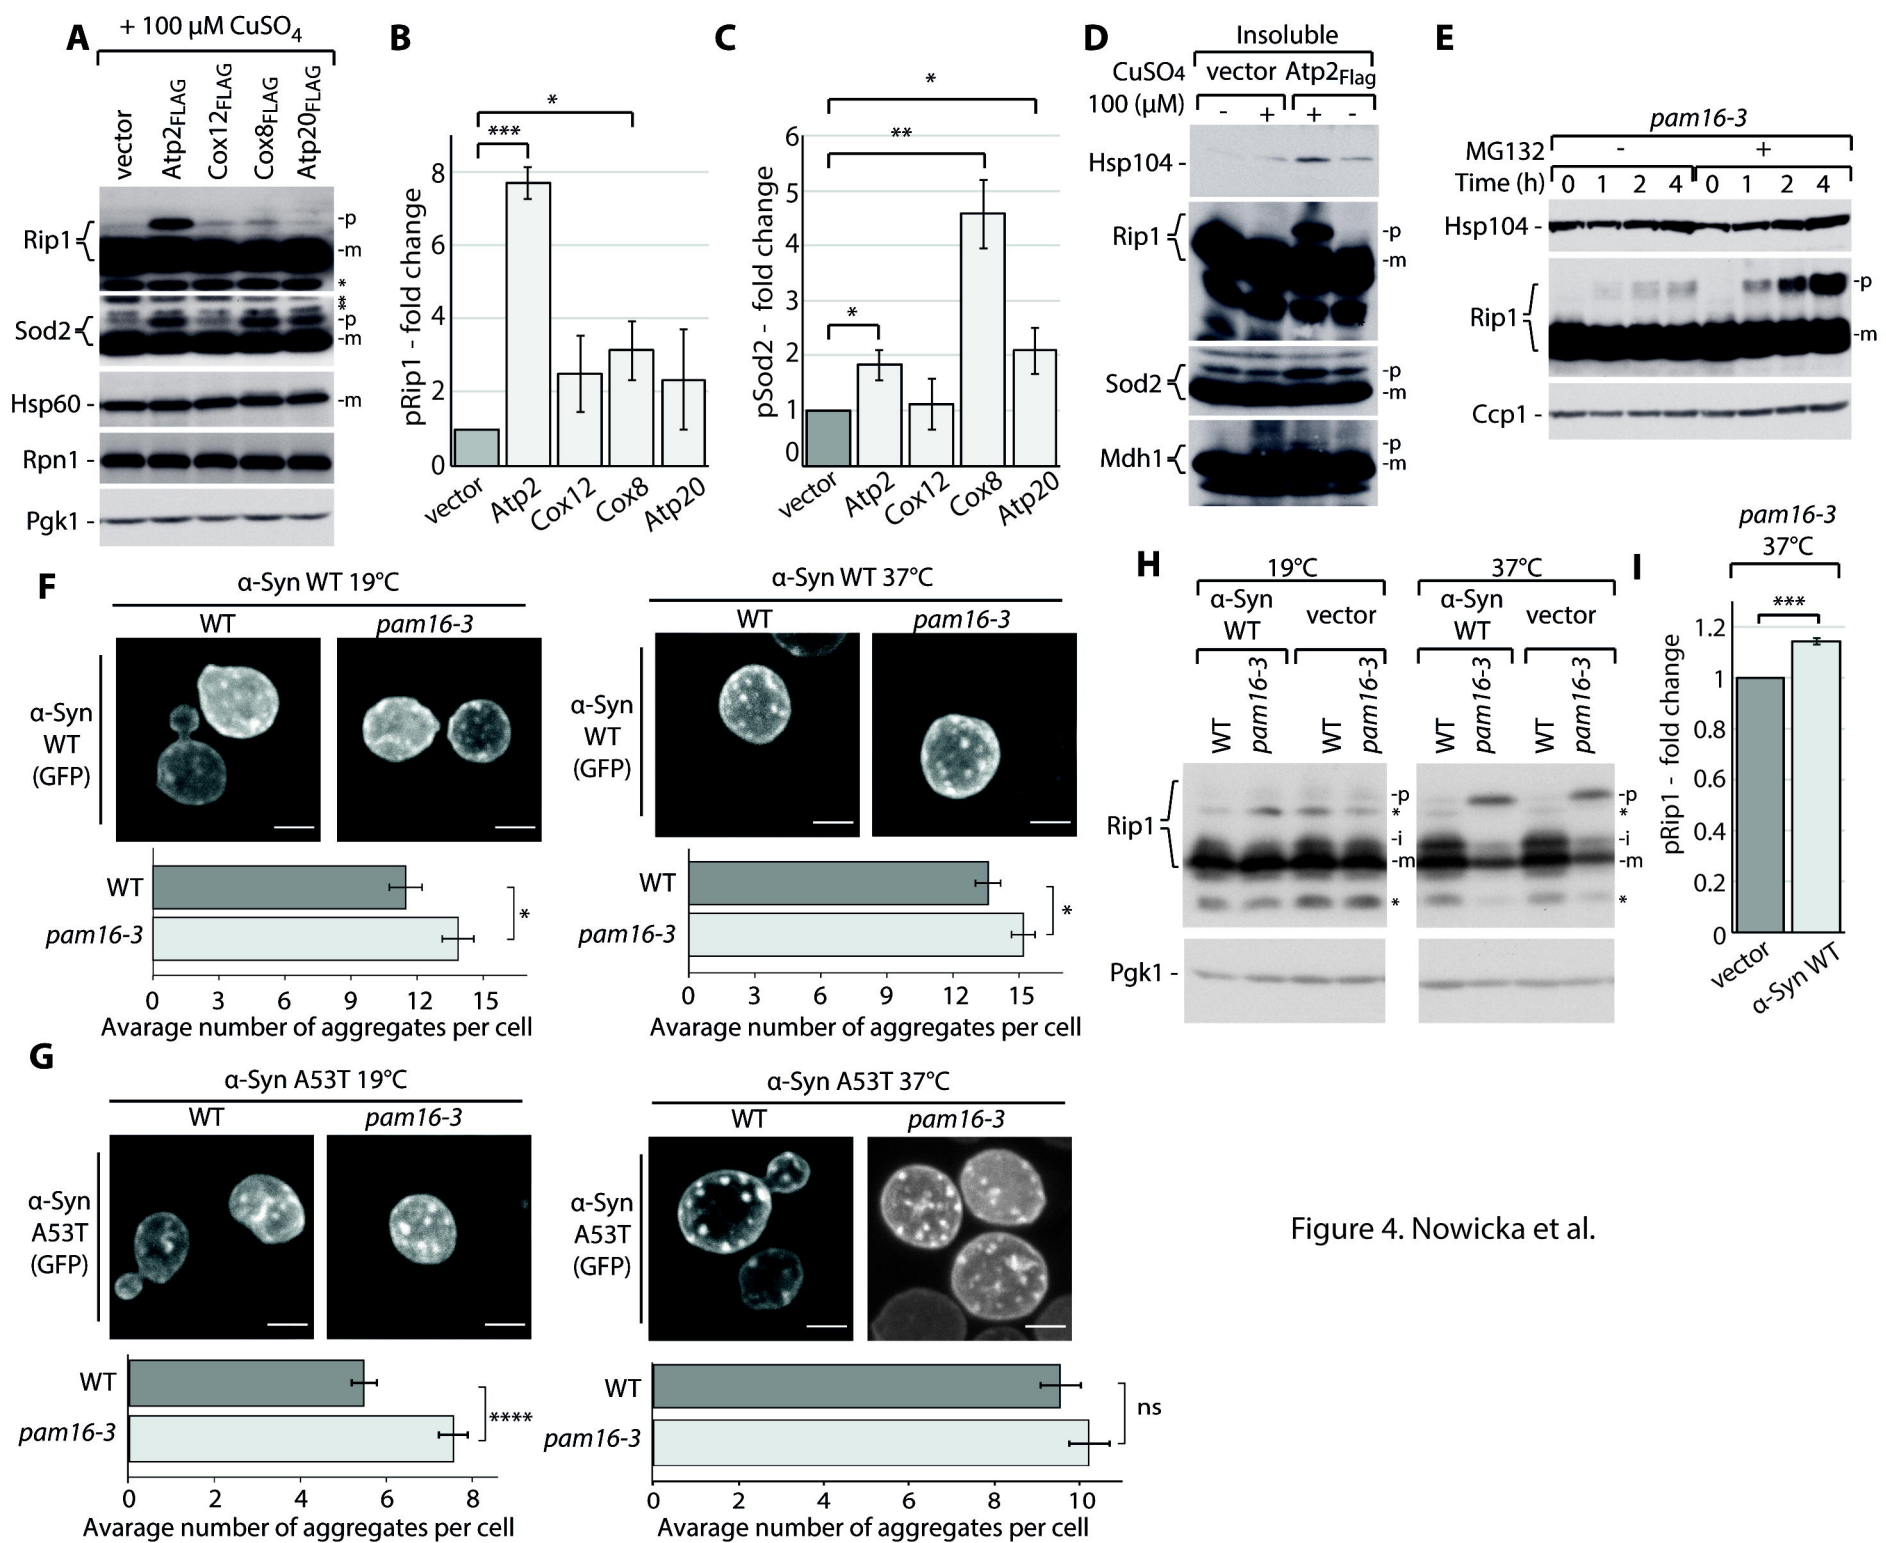 A
+ 100 µM CuSO4
vector
Atp2FLAG
Cox12FLAG
Cox8FLAG
Atp20FLAG
Rip1
-p
-m
*
*
*
Sod2
-p
-m
Hsp60 -
-m
Rpn1 -
Pgk1 -
B
*
***
pRip1 - fold change
8
6
4
2
0
vector
Atp2
Cox12
Cox8
Atp20
C
*
**
*
pSod2 - fold change
6
5
4
3
2
1
0
vector
Atp2
Cox12
Cox8
Atp20
D
Insoluble
CuSO4
100 (µM)
vector Atp2Flag
- + + -
Hsp104 -
Rip1
-p
-m
Sod2
-p
-m
Mdh1
-p
-m
E
pam16-3
MG132 - +
Time (h) 0 1 2 4 0 1 2 4
Hsp104 -
Rip1
-p
-m
Ccp1 -
F
α-Syn WT 19°C
WT pam16-3
α-Syn
WT
(GFP)
WT
pam16-3
*
0 3 6 9 12 15
Avarage number of aggregates per cell
α-Syn WT 37°C
WT pam16-3
α-Syn
WT
(GFP)
WT
pam16-3
*
0 3 6 9 12 15
Avarage number of aggregates per cell
G
α-Syn A53T 19°C
WT pam16-3
α-Syn
A53T
(GFP)
WT
pam16-3
****
0 2 4 6 8
Avarage number of aggregates per cell
α-Syn A53T 37°C
WT pam16-3
α-Syn
A53T
(GFP)
WT
pam16-3
ns
0 2 4 6 8 10
Avarage number of aggregates per cell
H
19°C 37°C
α-Syn
WT
vector
α-Syn
WT
vector
WT
pam16-3
WT
pam16-3
WT
pam16-3
WT
pam16-3
Rip1
-p
*
-i
-m
*
-p
*
-i
-m
*
Pgk1 -
I
pam16-3
37°C
***
pRip1 - fold change
1.2
1
0.8
0.6
0.4
0.2
0
vector
α-Syn WT
Figure 4. Nowicka et al.